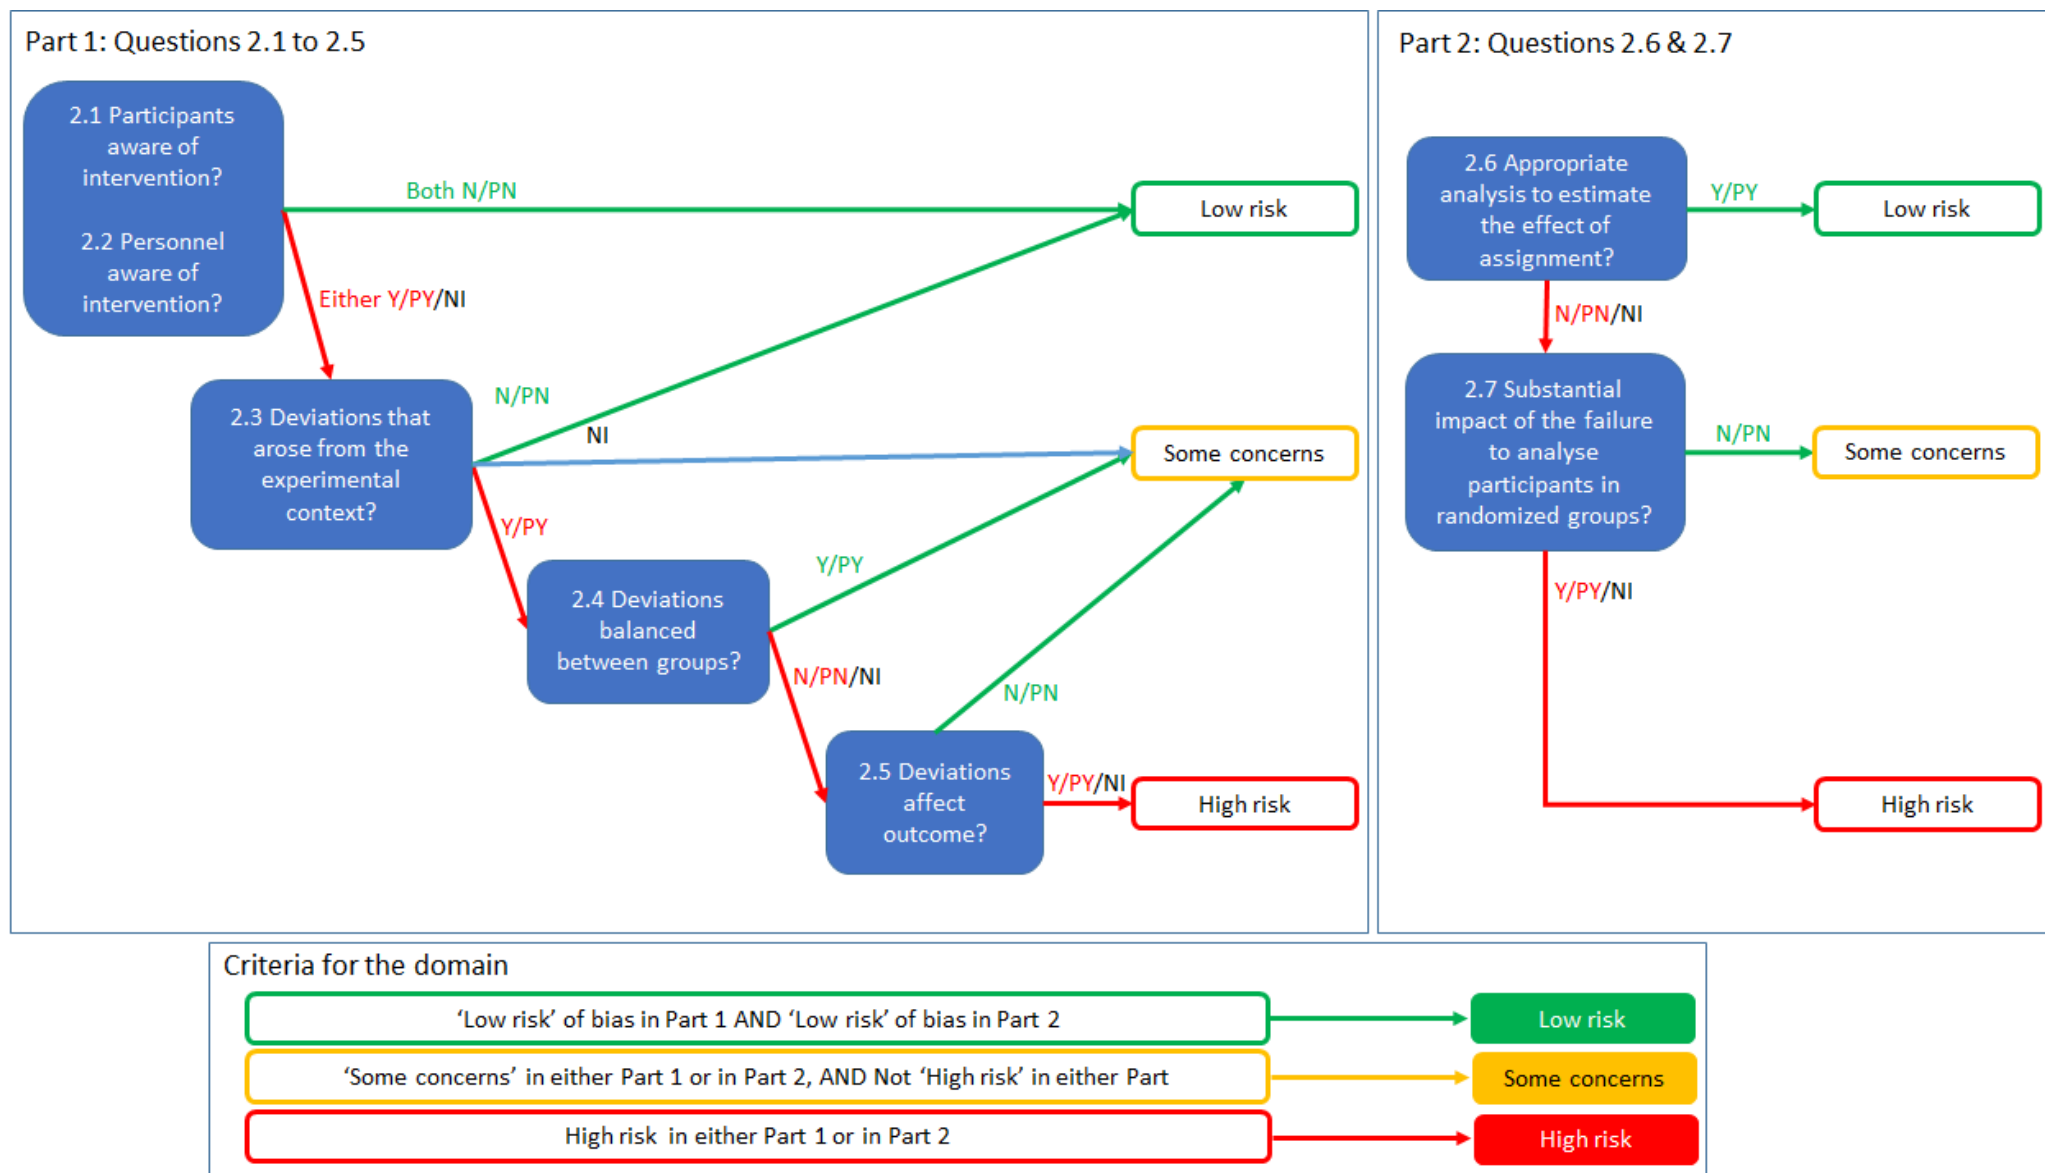 Part 1: Questions 2.1 to 2.5
2.1 Participants
aware of
intervention?
2.2 Personnel
aware of
intervention?
Both N/PN
Low risk
Either Y/PY/NI
2.3 Deviations that
arose from the
experimental
context?
N/PN
NI
Some concerns
Y/PY
2.4 Deviations
balanced
between groups?
Y/PY
N/PN/NI
2.5 Deviations
affect
outcome?
N/PN
Y/PY/NI
High risk
Part 2: Questions 2.6 & 2.7
2.6 Appropriate
analysis to estimate
the effect of
assignment?
Y/PY
Low risk
N/PN/NI
2.7 Substantial
impact of the failure
to analyse
participants in
randomized groups?
N/PN
Some concerns
Y/PY/NI
High risk
Criteria for the domain
‘Low risk’ of bias in Part 1 AND ‘Low risk’ of bias in Part 2
Low risk
‘Some concerns’ in either Part 1 or in Part 2, AND Not ‘High risk’ in either Part
Some concerns
High risk in either Part 1 or in Part 2
High risk